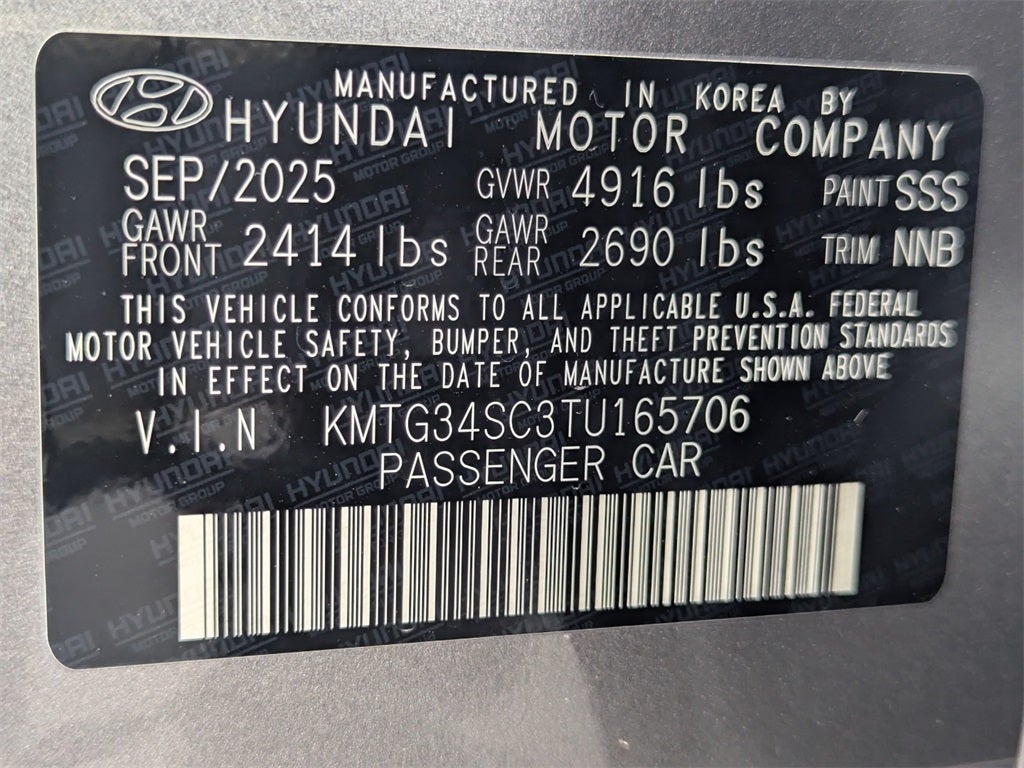 MANUFACTURED IN KOREA BY
HYUNDAI MOTOR COMPANY
SEP/2025 GVWR 4916 lbs PAINT SSS
GAWR FRONT 2414 lbs GAWR REAR 2690 lbs TRIM NNB
THIS VEHICLE CONFORMS TO ALL APPLICABLE U.S.A. FEDERAL
MOTOR VEHICLE SAFETY, BUMPER, AND THEFT PREVENTION STANDARDS
IN EFFECT ON THE DATE OF MANUFACTURE SHOWN ABOVE
V.I.N KMTG34SC3TU165706
PASSENGER CAR